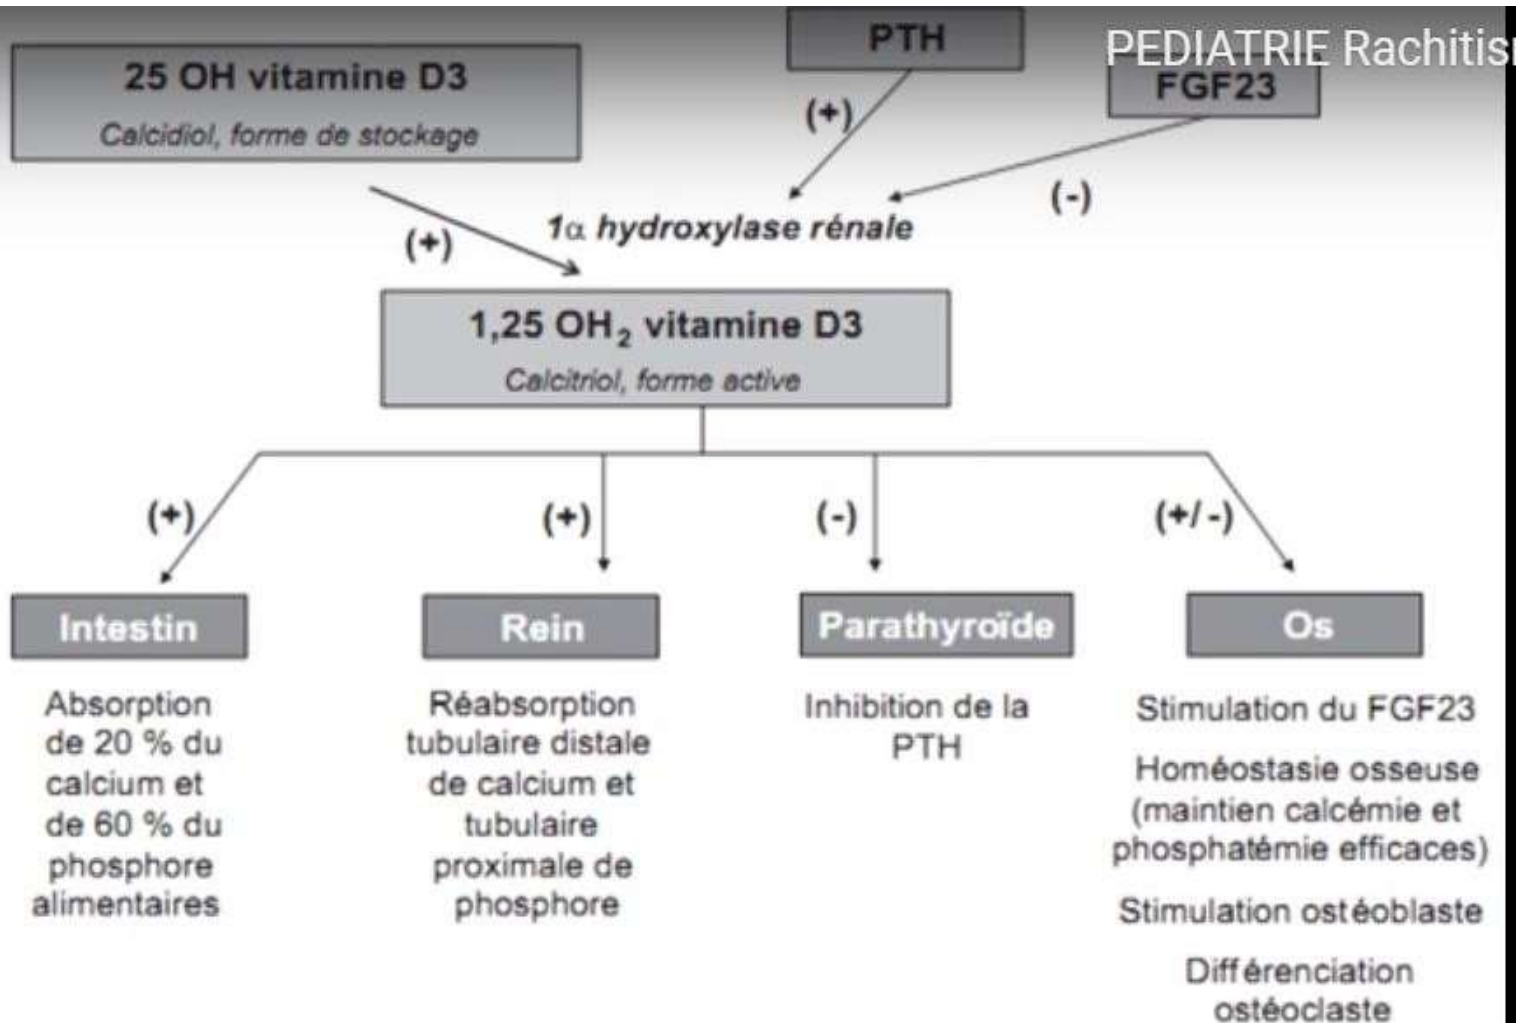 PTH
PEDIATRIE
25 OH vitamine D3
FGF23
Calcidiol, forme de stockage
(+)
(-)
1α hydroxylase rénale
(+)
1,25 OH₂ vitamine D3
Calcitriol, forme active
(+)
(+)
(-)
(+/-)
Intestin
Absorption
de 20 % du
calcium et
de 60 % du
phosphore
alimentaires
Rein
Réabsorption
tubulaire distale
de calcium et
tubulaire
proximale de
phosphore
Parathyroïde
Inhibition de la
PTH
Os
Stimulation du FGF23
Homéostasie osseuse
(maintien calcémie et
phosphatémie efficaces)
Stimulation ostéoblaste
Différenciation
ostéoclaste